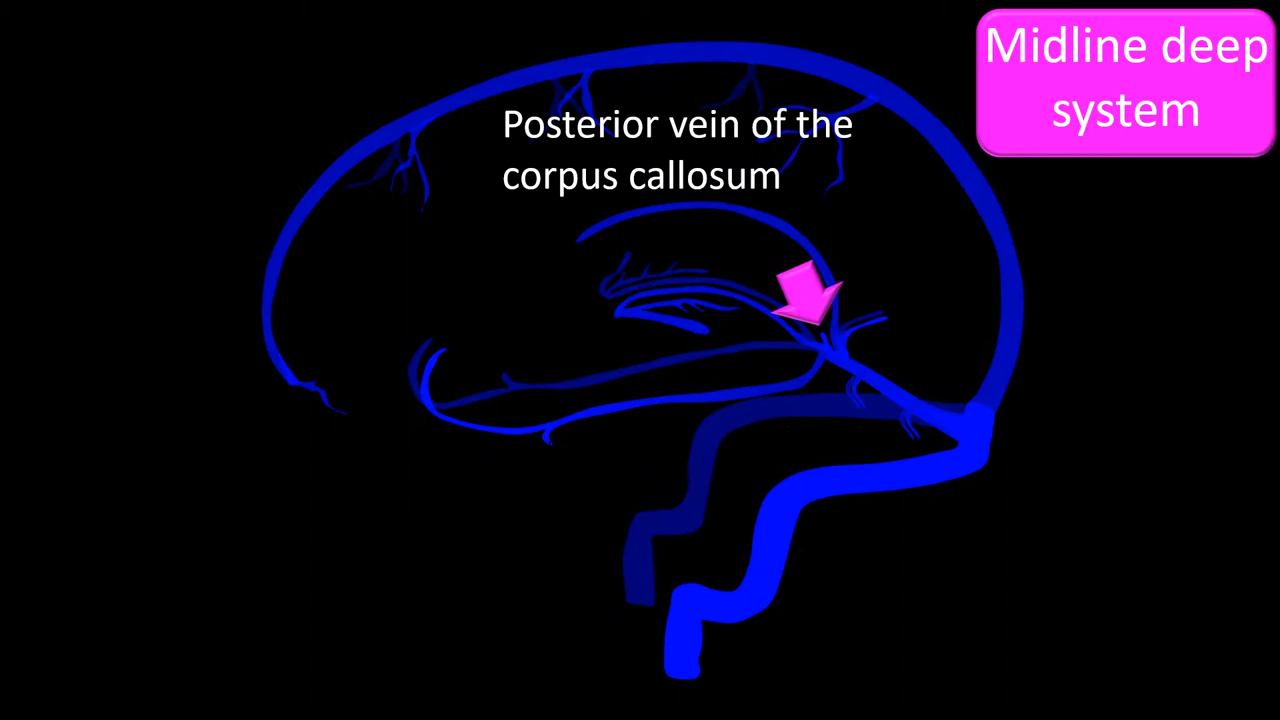 Midline deep
system
Posterior vein of the
corpus callosum